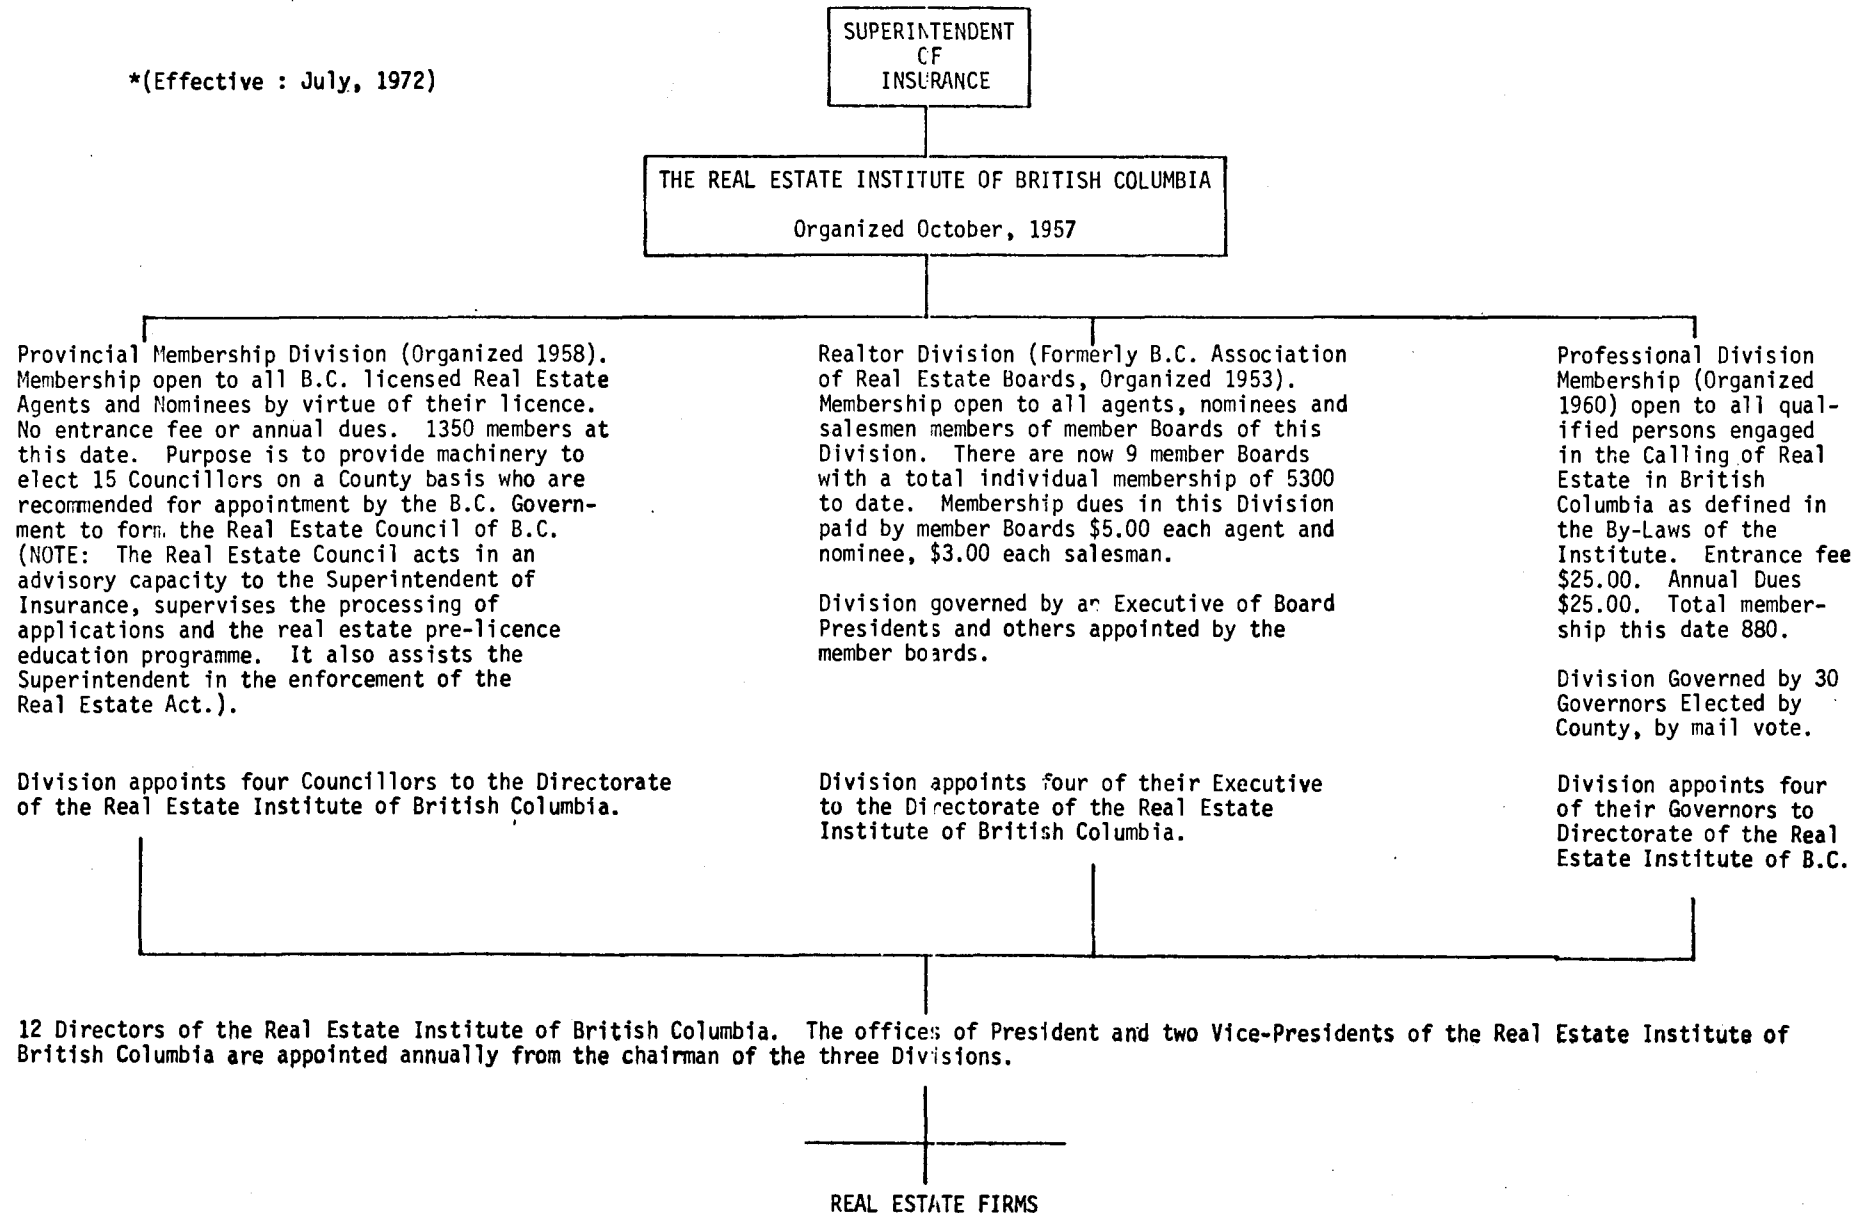 *(Effective : July, 1972)
SUPERINTENDENT
OF
INSURANCE
THE REAL ESTATE INSTITUTE OF BRITISH COLUMBIA
Organized October, 1957
Provincial Membership Division (Organized 1958).
Membership open to all B.C. licensed Real Estate
Agents and Nominees by virtue of their licence.
No entrance fee or annual dues.  1350 members at
this date.  Purpose is to provide machinery to
elect 15 Councillors on a County basis who are
recommended for appointment by the B.C. Govern-
ment to form the Real Estate Council of B.C.
(NOTE:  The Real Estate Council acts in an
advisory capacity to the Superintendent of
Insurance, supervises the processing of
applications and the real estate pre-licence
education programme.  It also assists the
Superintendent in the enforcement of the
Real Estate Act.).
Division appoints four Councillors to the Directorate
of the Real Estate Institute of British Columbia.
Realtor Division (Formerly B.C. Association
of Real Estate Boards, Organized 1953).
Membership open to all agents, nominees and
salesmen members of member Boards of this
Division.  There are now 9 member Boards
with a total individual membership of 5300
to date.  Membership dues in this Division
paid by member Boards $5.00 each agent and
nominee, $3.00 each salesman.
Division governed by an Executive of Board
Presidents and others appointed by the
member boards.
Division appoints four of their Executive
to the Directorate of the Real Estate
Institute of British Columbia.
Professional Division
Membership (Organized
1960) open to all qual-
ified persons engaged
in the Calling of Real
Estate in British
Columbia as defined in
the By-Laws of the
Institute.  Entrance fee
$25.00.  Annual Dues
$25.00.  Total member-
ship this date 880.
Division Governed by 30
Governors Elected by
County, by mail vote.
Division appoints four
of their Governors to
Directorate of the Real
Estate Institute of B.C.
12 Directors of the Real Estate Institute of British Columbia.  The offices of President and two Vice-Presidents of the Real Estate Institute of
British Columbia are appointed annually from the chairman of the three Divisions.
REAL ESTATE FIRMS